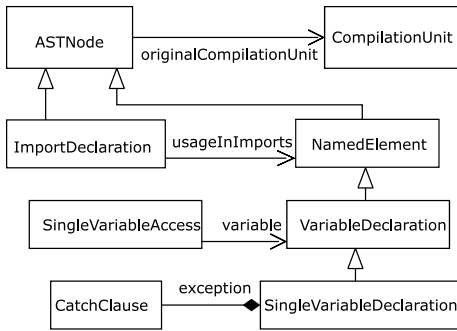 ASTNode
CompilationUnit
originalCompilationUnit
ImportDeclaration
usageInImports
NamedElement
SingleVariableAccess
variable
VariableDeclaration
exception
CatchClause
SingleVariableDeclaration